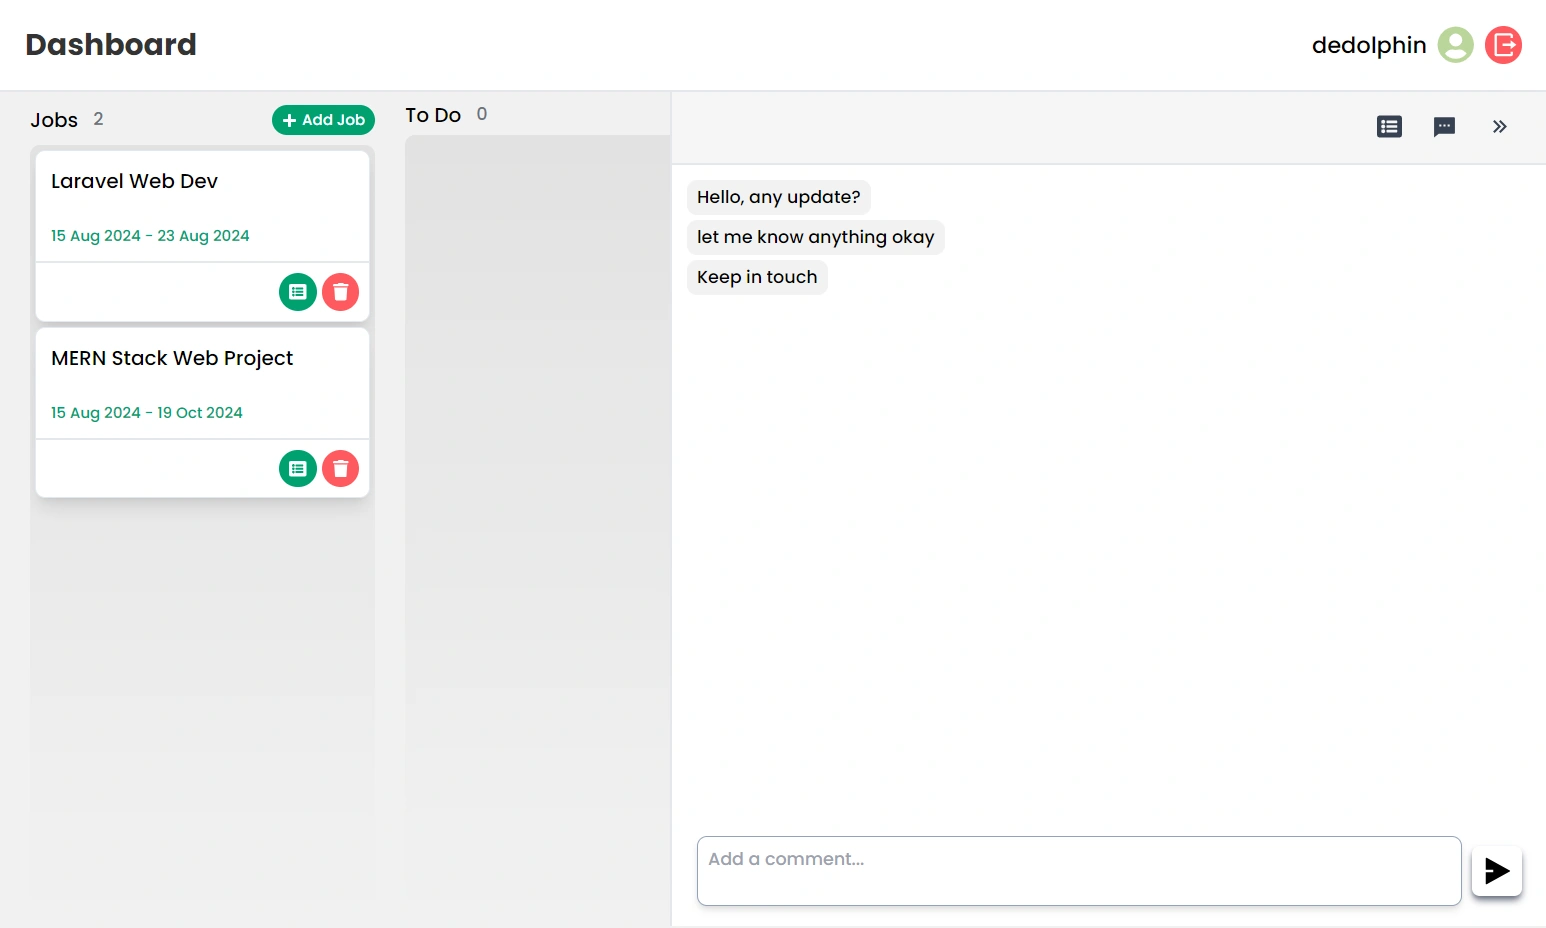 Dashboard
dedolphin
Jobs 2
Add Job
To Do 0
Laravel Web Dev
15 Aug 2024 - 23 Aug 2024
MERN Stack Web Project
15 Aug 2024 - 19 Oct 2024
Hello, any update?
let me know anything okay
Keep in touch
Add a comment...